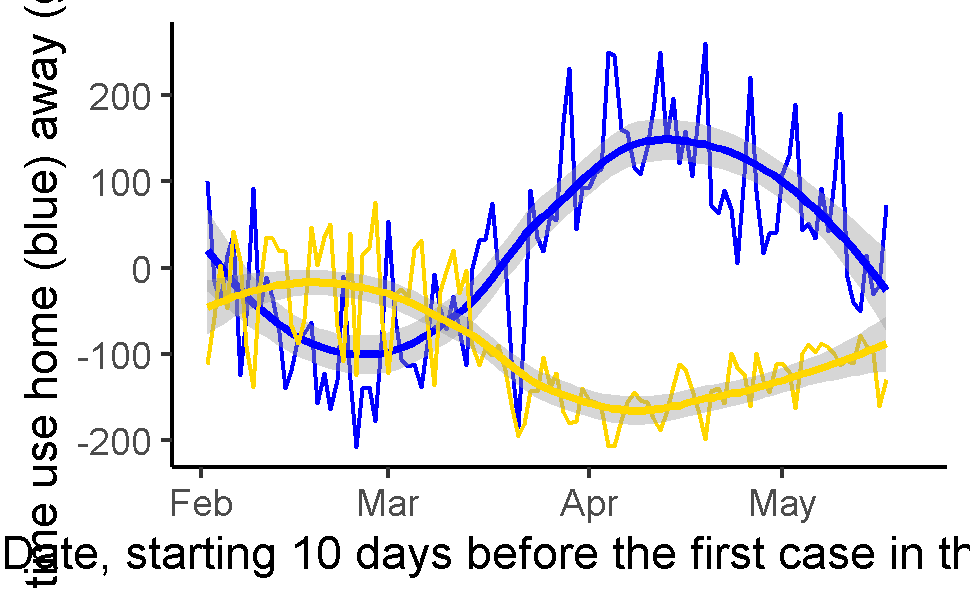 time use home (blue) away (
200
100
0
-100
-200
Feb Mar Apr May
Date, starting 10 days before the first case in th